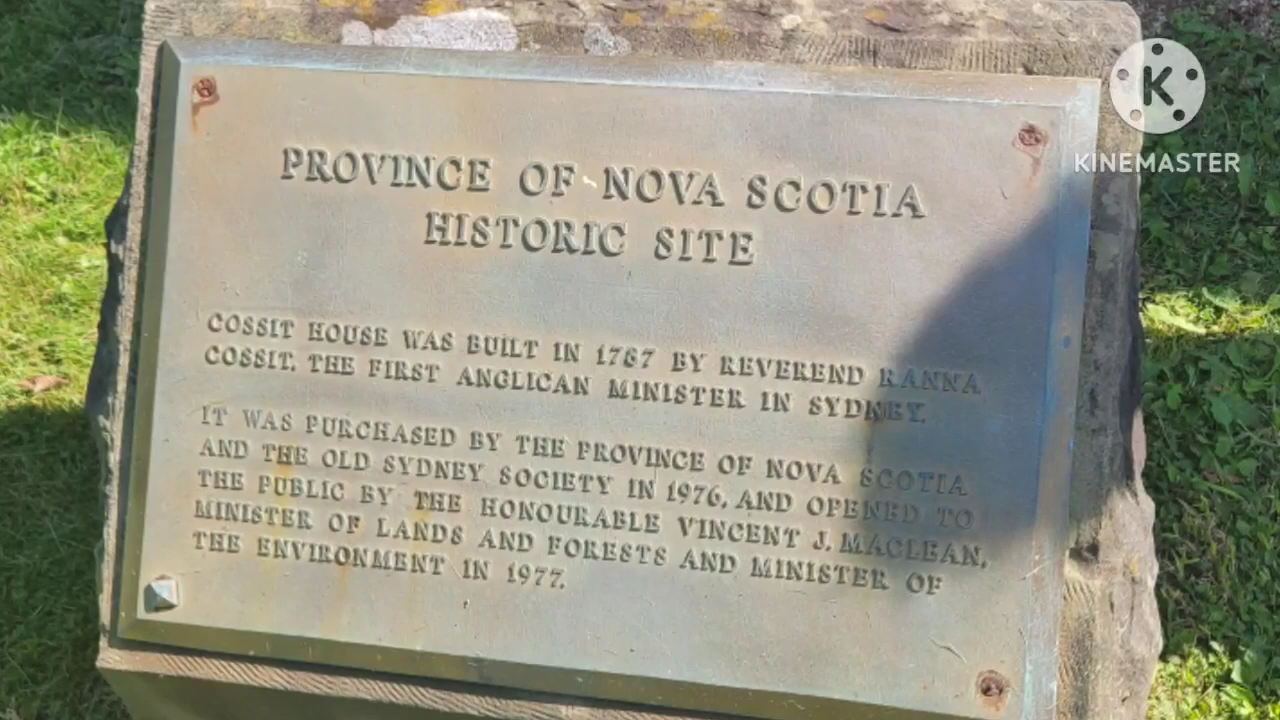 PROVINCE OF NOVA SCOTIA
HISTORIC SITE
COSSIT HOUSE WAS BUILT IN 1787 BY REVEREND RANNA
COSSIT, THE FIRST ANGLICAN MINISTER IN SYDNEY.
IT WAS PURCHASED BY THE PROVINCE OF NOVA SCOTIA
AND THE OLD SYDNEY SOCIETY IN 1976, AND OPENED TO
THE PUBLIC BY THE HONOURABLE VINCENT J. MACLEAN,
MINISTER OF LANDS AND FORESTS AND MINISTER OF
THE ENVIRONMENT IN 1977.
K
KINEMASTER